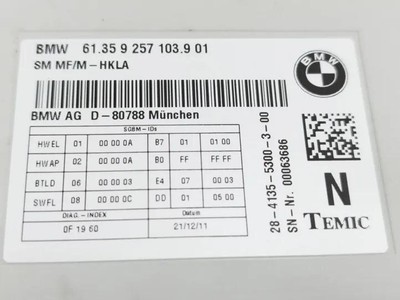 BMW 61.35 9 257 103.9 01
SM MF/M-HKLA
BMW
BMW AG D-80788 München
SGBM-IDs
HWEL 01 00 00 0A B7 01 01 00
HWAP 02 00 00 0A B0 FF FF FF
BTLD 06 00 00 03 E4 07 00 03
SWFL 08 00 00 0C DD 01 05 00
DIAG.-INDEX Datum
0F 19 60 21/12/11
28-4135-5300-3-00
SN-Nr. 00063686
N
TEMIC